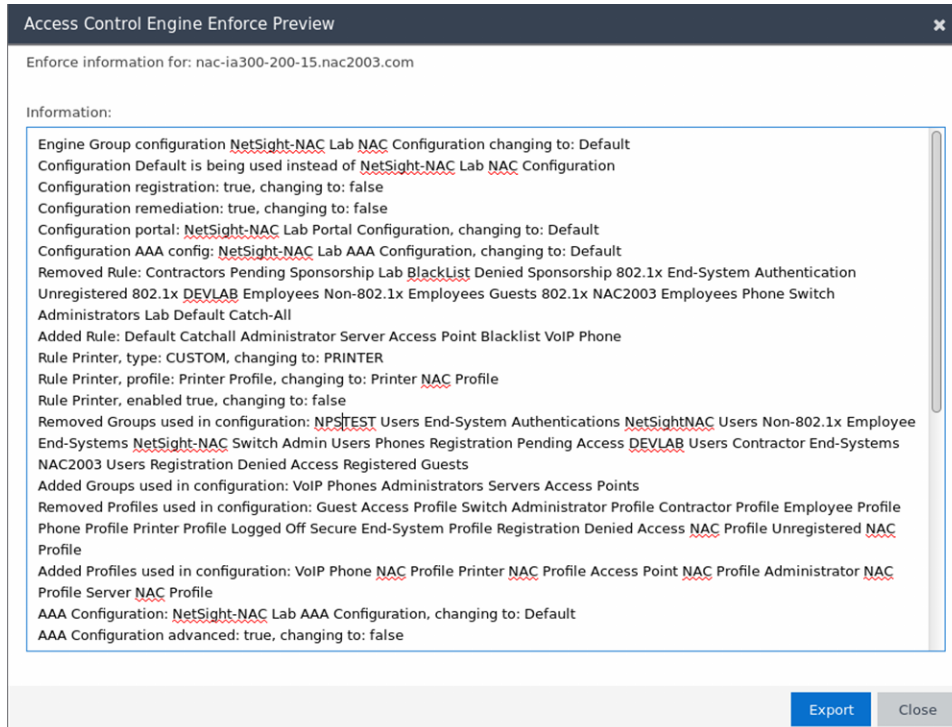 Access Control Engine Enforce Preview
Enforce information for: nac-ia300-200-15.nac2003.com
Information:
Engine Group configuration NetSight-NAC Lab NAC Configuration changing to: Default
Configuration Default is being used instead of NetSight-NAC Lab NAC Configuration
Configuration registration: true, changing to: false
Configuration remediation: true, changing to: false
Configuration portal: NetSight-NAC Lab Portal Configuration, changing to: Default
Configuration AAA config: NetSight-NAC Lab AAA Configuration, changing to: Default
Removed Rule: Contractors Pending Sponsorship Lab BlackList Denied Sponsorship 802.1x End-System Authentication
Unregistered 802.1x DEVLAB Employees Non-802.1x Employees Guests 802.1x NAC2003 Employees Phone Switch
Administrators Lab Default Catch-All
Added Rule: Default Catchall Administrator Server Access Point Blacklist VoIP Phone
Rule Printer, type: CUSTOM, changing to: PRINTER
Rule Printer, profile: Printer Profile, changing to: Printer NAC Profile
Rule Printer, enabled true, changing to: false
Removed Groups used in configuration: NPSTEST Users End-System Authentications NetSightNAC Users Non-802.1x Employee
End-Systems NetSight-NAC Switch Admin Users Phones Registration Pending Access DEVLAB Users Contractor End-Systems
NAC2003 Users Registration Denied Access Registered Guests
Added Groups used in configuration: VoIP Phones Administrators Servers Access Points
Removed Profiles used in configuration: Guest Access Profile Switch Administrator Profile Contractor Profile Employee Profile
Phone Profile Printer Profile Logged Off Secure End-System Profile Registration Denied Access NAC Profile Unregistered NAC
Profile
Added Profiles used in configuration: VoIP Phone NAC Profile Printer NAC Profile Access Point NAC Profile Administrator NAC
Profile Server NAC Profile
AAA Configuration: NetSight-NAC Lab AAA Configuration, changing to: Default
AAA Configuration advanced: true, changing to: false
Export Close